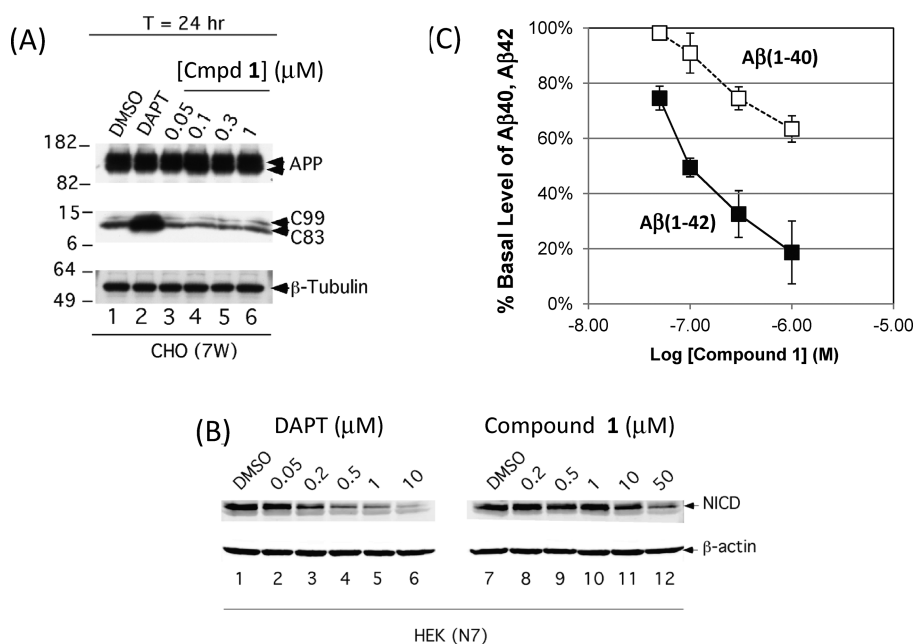 (A)
T = 24 hr
[Cmpd 1] (μM)
DMSO DAPT 0.05 0.1 0.3 1
182
APP
82
15
C99
C83
6
64
β-Tubulin
49
1 2 3 4 5 6
CHO (7W)
(C)
% Basal Level of Aβ40, Aβ42
100%
80%
60%
40%
20%
0%
Aβ(1-40)
Aβ(1-42)
-8.00 -7.00 -6.00 -5.00
Log [Compound 1] (M)
(B)
DAPT (μM) Compound 1 (μM)
DMSO 0.05 0.2 0.5 1 10 DMSO 0.2 0.5 1 10 50
NICD
β-actin
1 2 3 4 5 6 7 8 9 10 11 12
HEK (N7)